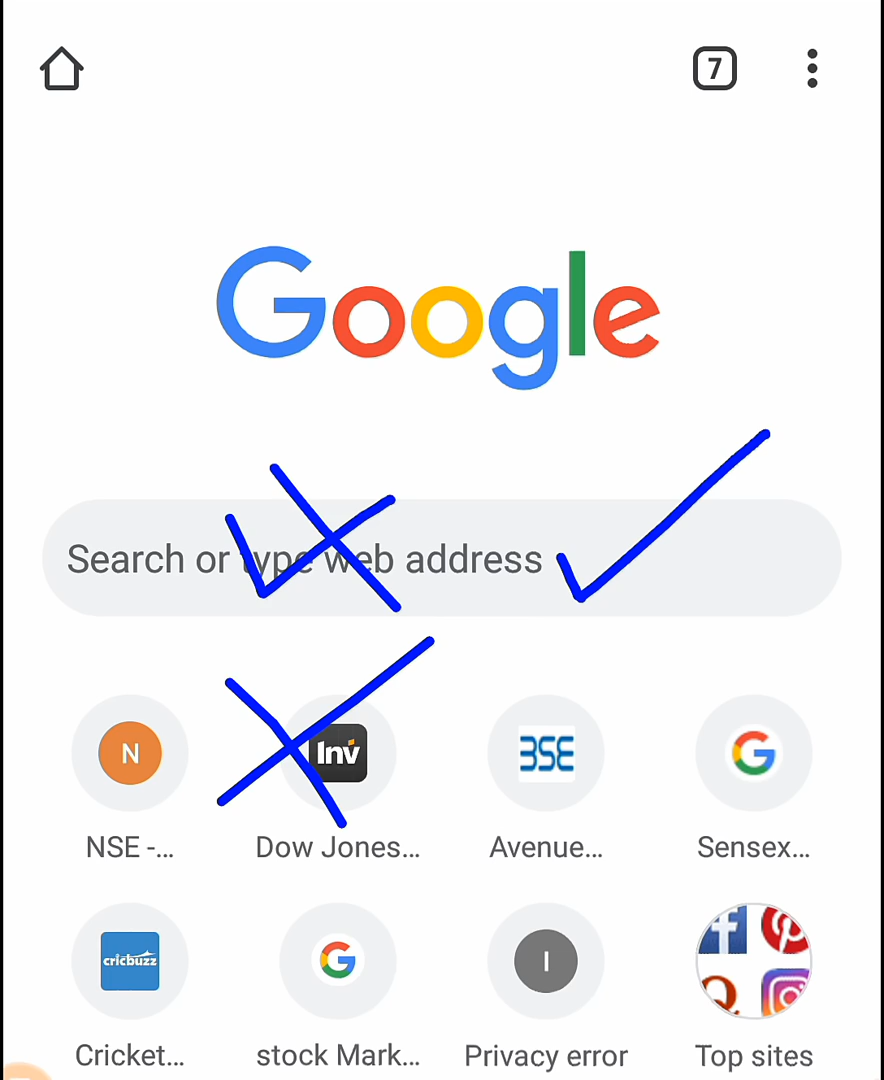 7
Google
Search or type web address
N
Inv
BSE
G
NSE -...
Dow Jones...
Avenue...
Sensex...
cricbuzz
G
I
Cricket...
stock Mark...
Privacy error
Top sites